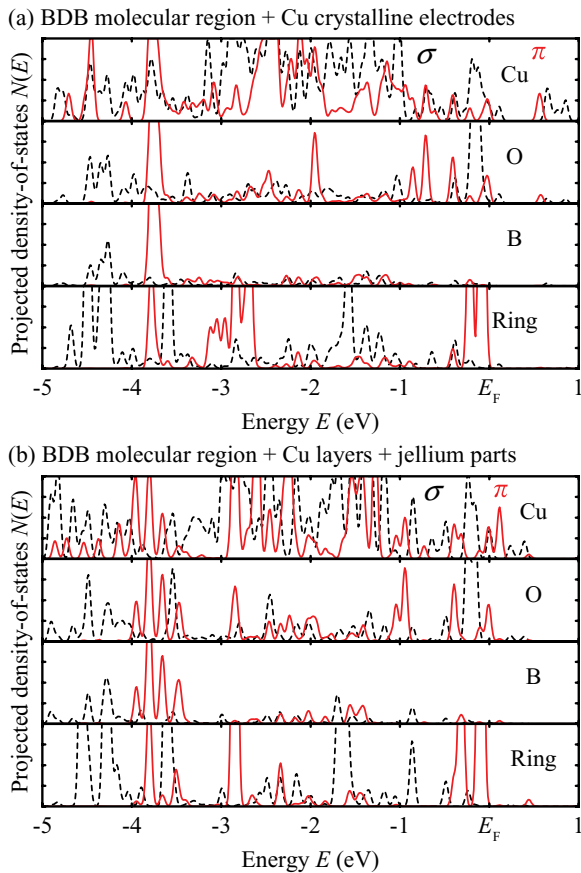 (a) BDB molecular region + Cu crystalline electrodes
Projected density-of-states N(E)
σ π
Cu
O
B
Ring
-5 -4 -3 -2 -1 E_F 1
Energy E (eV)
(b) BDB molecular region + Cu layers + jellium parts
Projected density-of-states N(E)
σ π
Cu
O
B
Ring
-5 -4 -3 -2 -1 E_F 1
Energy E (eV)